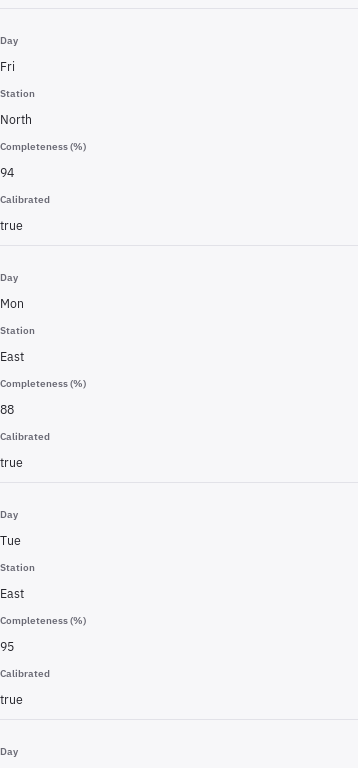 Day
Fri
Station
North
Completeness (%)
94
Calibrated
true
Day
Mon
Station
East
Completeness (%)
88
Calibrated
true
Day
Tue
Station
East
Completeness (%)
95
Calibrated
true
Day